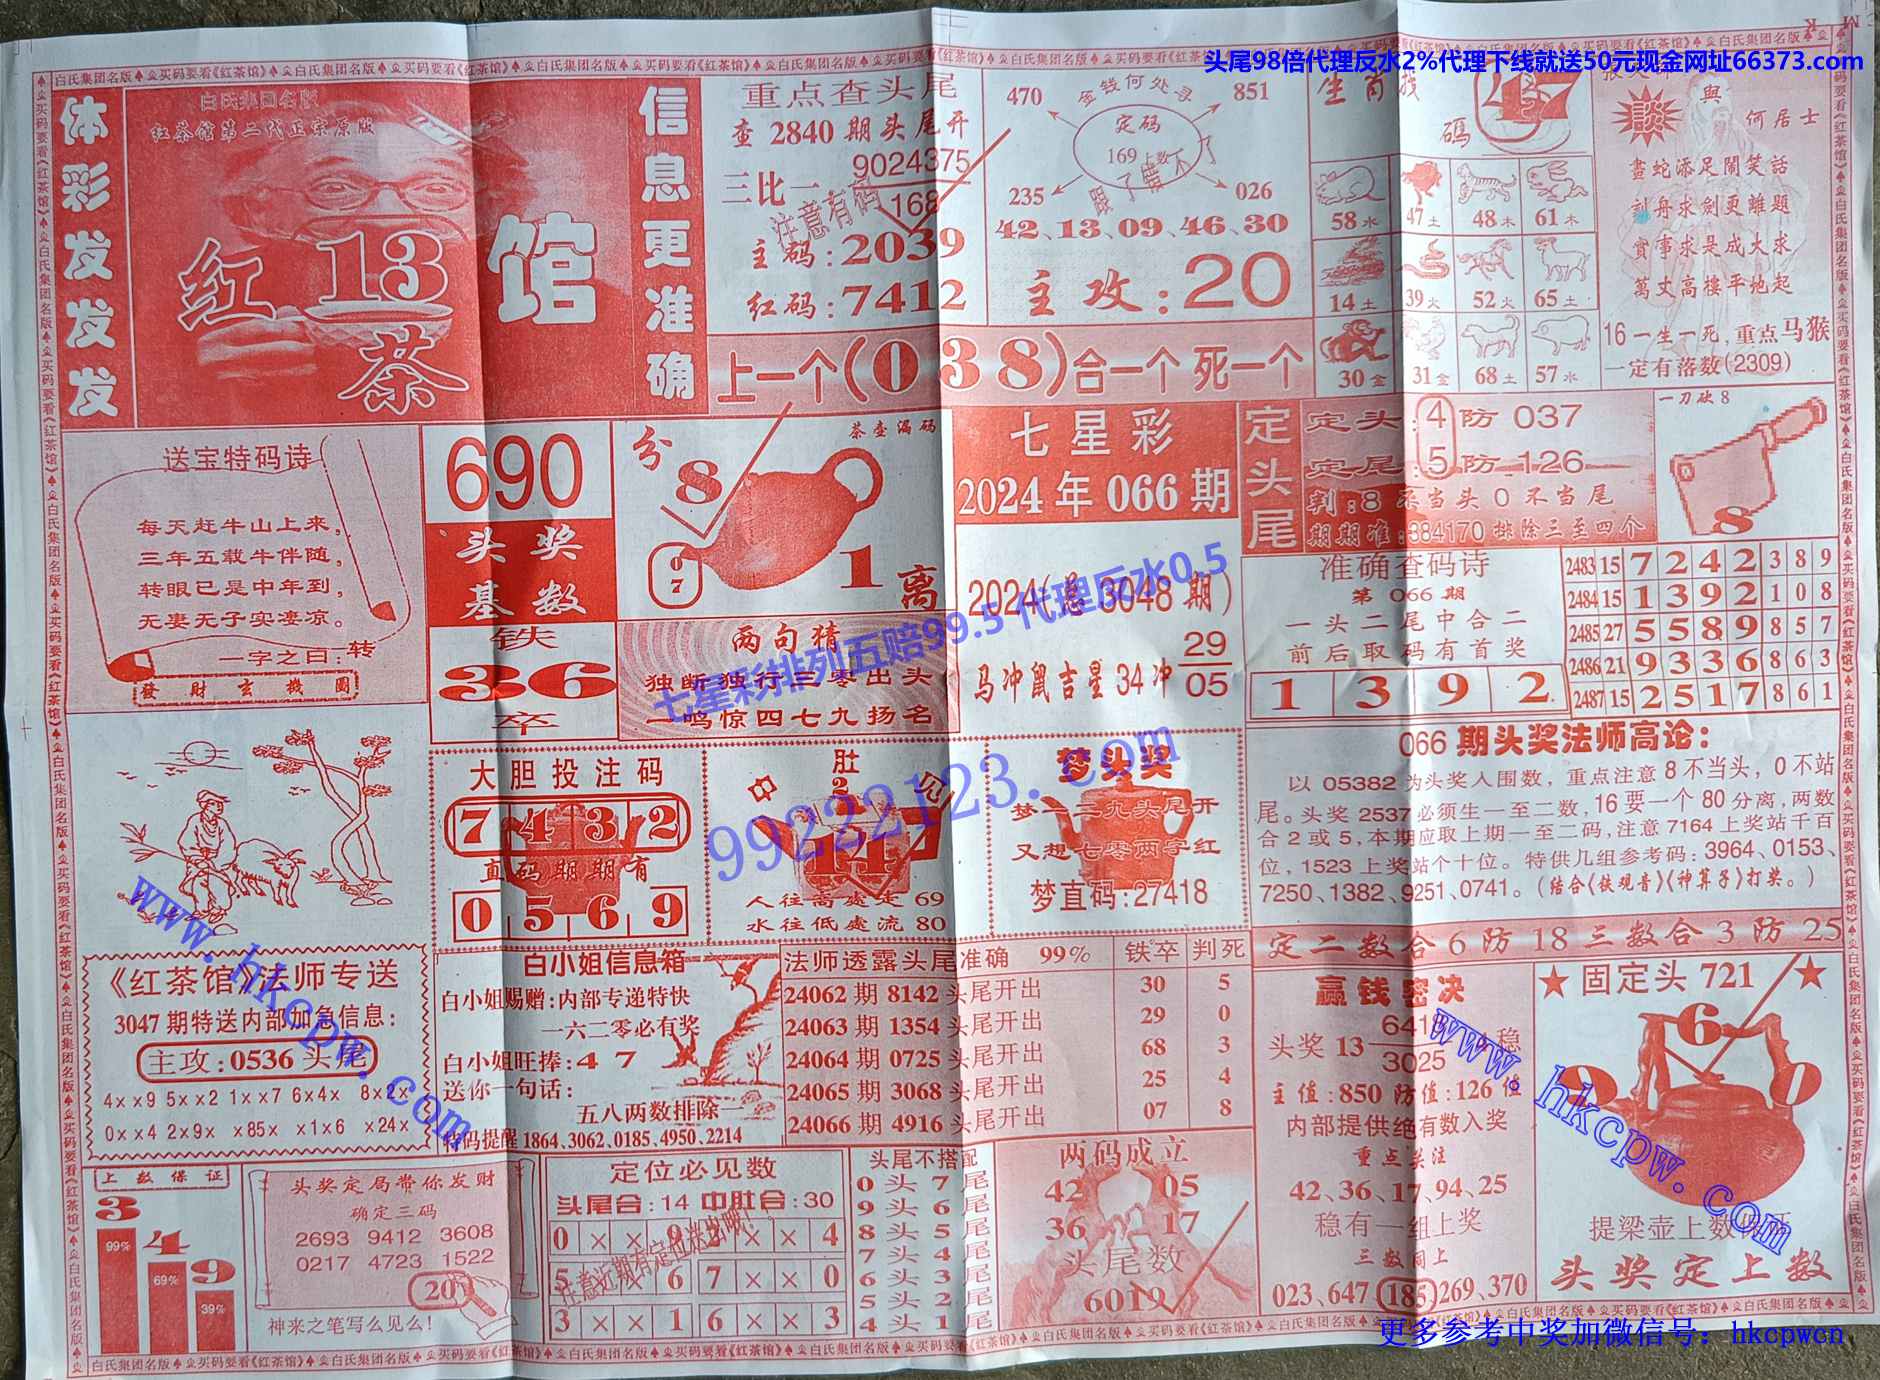 头尾98倍代理反水2%代理下线就送50元现金网址66373.com
体彩发发发
白氏集团名版
红茶馆第二代正宗原版
红茶馆
13
信息更准确
重点查头尾
查 2840 期头尾开
三比一
9024375
168
注意有码
主码:2039
红码:7412
金钱何处寻
470
851
定码
169 上数
235
026
42、13、09、46、30
主攻:20
上一个(038)合一个 死一个
生肖找码
47
58水
47土
48木
61木
14土
39火
52火
65土
30金
31金
68土
57水
與
談
何居士
畫蛇添足鬧笑話
刻舟求劍更離題
實事求是成大求
萬丈高樓平地起
16一生一死,重点马猴
一定有落数(2309)
送宝特码诗
每天赶牛山上来,
三年五载牛伴随,
转眼已是中年到,
无妻无子实凄凉。
一字之曰:转
發財玄機圖
690
头奖
基数
铁
36
卒
茶壶漏码
分
8
0
7
1
离
两句猜
独断独行三零出头
一鸣惊四七九扬名
七星彩
2024年066期
2024(总3048期)
马冲鼠吉星34冲
29
05
定头尾
定头:4防037
定尾:5防126
判:8不当头0不当尾
期期准:884170排除三至四个
一刀砍8
8
准确查码诗
第 066 期
一头二尾中合二
前后取码有首奖
1 3 9 2
2483 15 7 2 4 2 3 8 9
2484 15 1 3 9 2 1 0 8
2485 27 5 5 8 9 8 5 7
2486 21 9 3 3 6 8 6 3
2487 15 2 5 1 7 8 6 1
七星彩排列五赔99.5代理反水0.5
99222123.com
大胆投注码
7 4 3 2
直码期期有
0 5 6 9
中
肚
2
见
14
人往高處走 69
水往低處流 80
梦头奖
梦一二九头尾开
又想七零两字红
梦直码:27418
066期头奖法师高论:
以05382为头奖入围数,重点注意8不当头,0不站
尾。头奖2537必须生一至二数,16要一个80分离,两数
合2或5,本期应取上期一至二码,注意7164上奖站千百
位,1523上奖站个十位。特供几组参考码:3964、0153、
7250、1382、9251、0741。(结合《铁观音》《神算子》打奖。)
定二数合6防18三数合3防25
www.hkcpw.com
《红茶馆》法师专送
3047期特送内部加急信息:
主攻:0536头尾
4××9 5××2 1××7 6×4× 8×2×
0××4 2×9× ×85× ×1×6 ×24×
白小姐信息箱
白小姐赐赠:内部专递特快
一六二零必有奖
白小姐旺捧:4 7
送你一句话:
五八两数排除一
特码提醒 1864、3062、0185、4950、2214
法师透露头尾准确 99% 铁卒 判死
24062期 8142 头尾开出 30 5
24063期 1354 头尾开出 29 0
24064期 0725 头尾开出 68 3
24065期 3068 头尾开出 25 4
24066期 4916 头尾开出 07 8
赢钱密决
头奖13
3025
稳
主值:850 防值:126 值
内部提供绝有数入奖
重点关注
42、36、17、94、25
稳有一组上奖
三数同上
023、647(185)269、370
固定头 721
6
9
0
头奖定上数
www.hkcpw.com
上数保证
3
99%
4
69%
9
39%
头奖定局带你发财
确定三码
2693 9412 3608
0217 4723 1522
20
神来之笔写么见么!
定位必见数
头尾合:14 中肚合:30
0 × × 9 2 × × 4
5 × × 6 7 × × 0
3 × × 1 6 × × 3
头尾不搭配
0 头 7 尾
9 头 6 尾
8 头 5 尾
7 头 4 尾
6 头 3 尾
5 头 2 尾
4 头 1 尾
两码成立
42 05
36 17
头尾数
6019
更多参考中奖加微信号:hkcpwcn